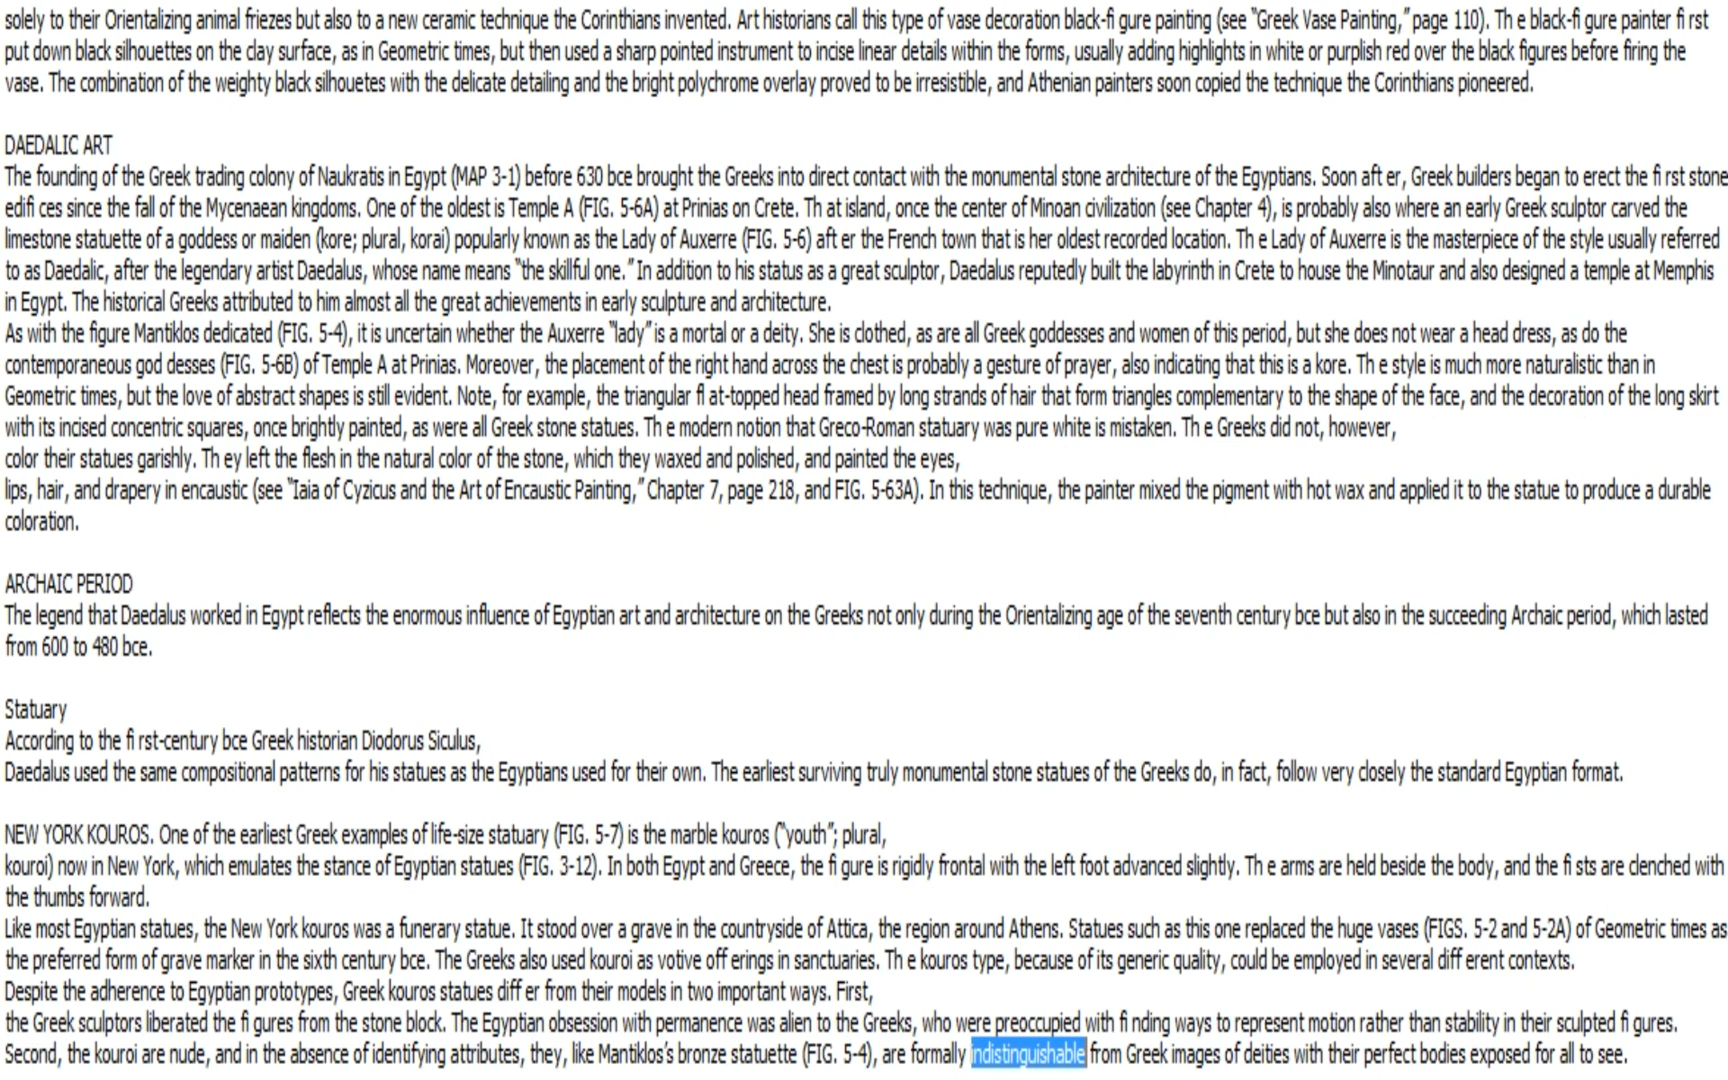 solely to their Orientalizing animal friezes but also to a new ceramic technique the Corinthians invented. Art historians call this type of vase decoration black-fi gure painting (see “Greek Vase Painting,” page 110). Th e black-fi gure painter fi rst
put down black silhouettes on the clay surface, as in Geometric times, but then used a sharp pointed instrument to incise linear details within the forms, usually adding highlights in white or purplish red over the black figures before firing the
vase. The combination of the weighty black silhouetes with the delicate detailing and the bright polychrome overlay proved to be irresistible, and Athenian painters soon copied the technique the Corinthians pioneered.
DAEDALIC ART
The founding of the Greek trading colony of Naukratis in Egypt (MAP 3-1) before 630 bce brought the Greeks into direct contact with the monumental stone architecture of the Egyptians. Soon aft er, Greek builders began to erect the fi rst stone
edifi ces since the fall of the Mycenaean kingdoms. One of the oldest is Temple A (FIG. 5-6A) at Prinias on Crete. Th at island, once the center of Minoan civilization (see Chapter 4), is probably also where an early Greek sculptor carved the
limestone statuette of a goddess or maiden (kore; plural, korai) popularly known as the Lady of Auxerre (FIG. 5-6) aft er the French town that is her oldest recorded location. Th e Lady of Auxerre is the masterpiece of the style usually referred
to as Daedalic, after the legendary artist Daedalus, whose name means “the skillful one.” In addition to his status as a great sculptor, Daedalus reputedly built the labyrinth in Crete to house the Minotaur and also designed a temple at Memphis
in Egypt. The historical Greeks attributed to him almost all the great achievements in early sculpture and architecture.
As with the figure Mantiklos dedicated (FIG. 5-4), it is uncertain whether the Auxerre “lady” is a mortal or a deity. She is clothed, as are all Greek goddesses and women of this period, but she does not wear a head dress, as do the
contemporaneous god desses (FIG. 5-6B) of Temple A at Prinias. Moreover, the placement of the right hand across the chest is probably a gesture of prayer, also indicating that this is a kore. Th e style is much more naturalistic than in
Geometric times, but the love of abstract shapes is still evident. Note, for example, the triangular fl at-topped head framed by long strands of hair that form triangles complementary to the shape of the face, and the decoration of the long skirt
with its incised concentric squares, once brightly painted, as were all Greek stone statues. Th e modern notion that Greco-Roman statuary was pure white is mistaken. Th e Greeks did not, however,
color their statues garishly. Th ey left the flesh in the natural color of the stone, which they waxed and polished, and painted the eyes,
lips, hair, and drapery in encaustic (see “Iaia of Cyzicus and the Art of Encaustic Painting,” Chapter 7, page 218, and FIG. 5-63A). In this technique, the painter mixed the pigment with hot wax and applied it to the statue to produce a durable
coloration.
ARCHAIC PERIOD
The legend that Daedalus worked in Egypt reflects the enormous influence of Egyptian art and architecture on the Greeks not only during the Orientalizing age of the seventh century bce but also in the succeeding Archaic period, which lasted
from 600 to 480 bce.
Statuary
According to the fi rst-century bce Greek historian Diodorus Siculus,
Daedalus used the same compositional patterns for his statues as the Egyptians used for their own. The earliest surviving truly monumental stone statues of the Greeks do, in fact, follow very closely the standard Egyptian format.
NEW YORK KOUROS. One of the earliest Greek examples of life-size statuary (FIG. 5-7) is the marble kouros (“youth”; plural,
kouroi) now in New York, which emulates the stance of Egyptian statues (FIG. 3-12). In both Egypt and Greece, the fi gure is rigidly frontal with the left foot advanced slightly. Th e arms are held beside the body, and the fi sts are clenched with
the thumbs forward.
Like most Egyptian statues, the New York kouros was a funerary statue. It stood over a grave in the countryside of Attica, the region around Athens. Statues such as this one replaced the huge vases (FIGS. 5-2 and 5-2A) of Geometric times as
the preferred form of grave marker in the sixth century bce. The Greeks also used kouroi as votive off erings in sanctuaries. Th e kouros type, because of its generic quality, could be employed in several diff erent contexts.
Despite the adherence to Egyptian prototypes, Greek kouros statues diff er from their models in two important ways. First,
the Greek sculptors liberated the fi gures from the stone block. The Egyptian obsession with permanence was alien to the Greeks, who were preoccupied with fi nding ways to represent motion rather than stability in their sculpted fi gures.
Second, the kouroi are nude, and in the absence of identifying attributes, they, like Mantiklos’s bronze statuette (FIG. 5-4), are formally indistinguishable from Greek images of deities with their perfect bodies exposed for all to see.